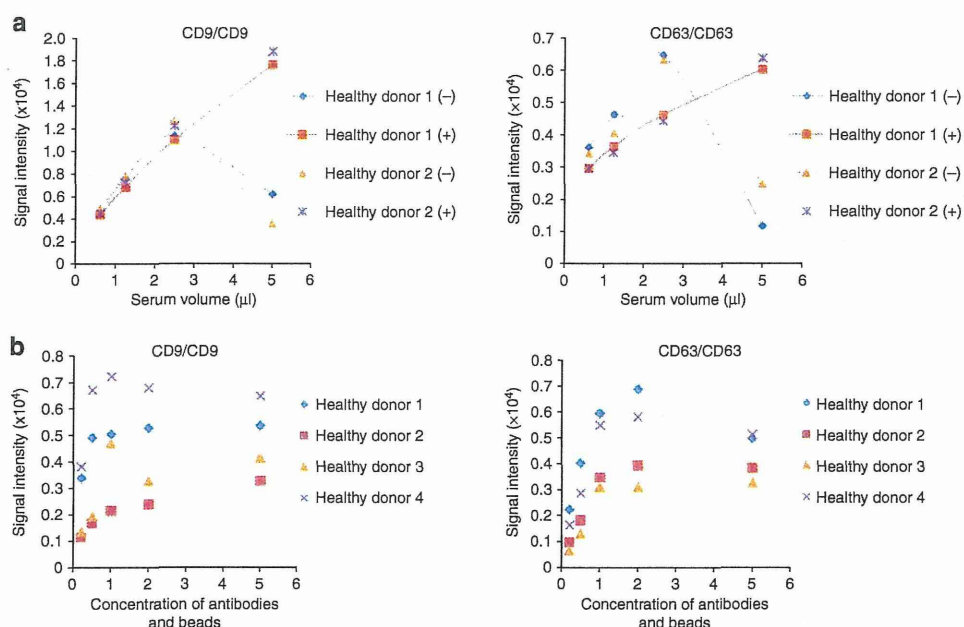 a
CD9/CD9
Signal intensity (×10⁴)
2.0
1.8
1.6
1.4
1.2
1.0
0.8
0.6
0.4
0.2
0
0 1 2 3 4 5 6
Serum volume (µl)
Healthy donor 1 (–)
Healthy donor 1 (+)
Healthy donor 2 (–)
Healthy donor 2 (+)
CD63/CD63
Signal intensity (×10⁴)
0.7
0.6
0.5
0.4
0.3
0.2
0.1
0
0 1 2 3 4 5 6
Serum volume (µl)
Healthy donor 1 (–)
Healthy donor 1 (+)
Healthy donor 2 (–)
Healthy donor 2 (+)
b
CD9/CD9
Signal intensity (×10⁴)
0.8
0.7
0.6
0.5
0.4
0.3
0.2
0.1
0
0 1 2 3 4 5 6
Concentration of antibodies
and beads
Healthy donor 1
Healthy donor 2
Healthy donor 3
Healthy donor 4
CD63/CD63
Signal intensity (×10⁴)
0.8
0.7
0.6
0.5
0.4
0.3
0.2
0.1
0
0 1 2 3 4 5 6
Concentration of antibodies
and beads
Healthy donor 1
Healthy donor 2
Healthy donor 3
Healthy donor 4